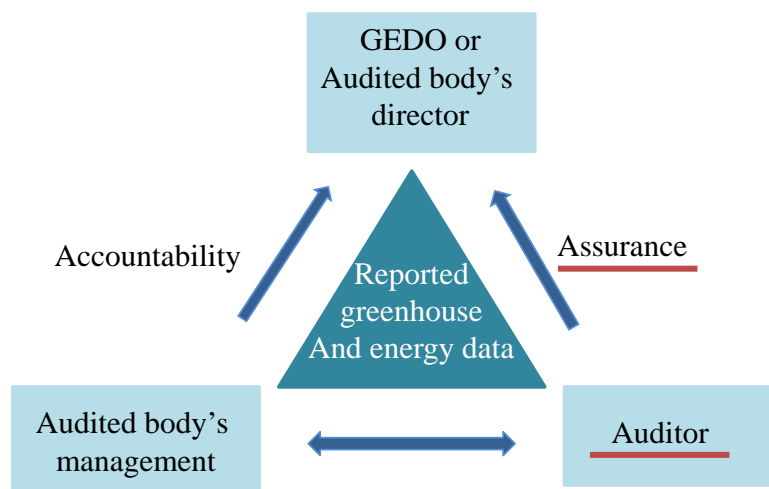 GEDO or
Audited body's
director
Accountability
Assurance
Reported
greenhouse
And energy data
Audited body's
management
Auditor